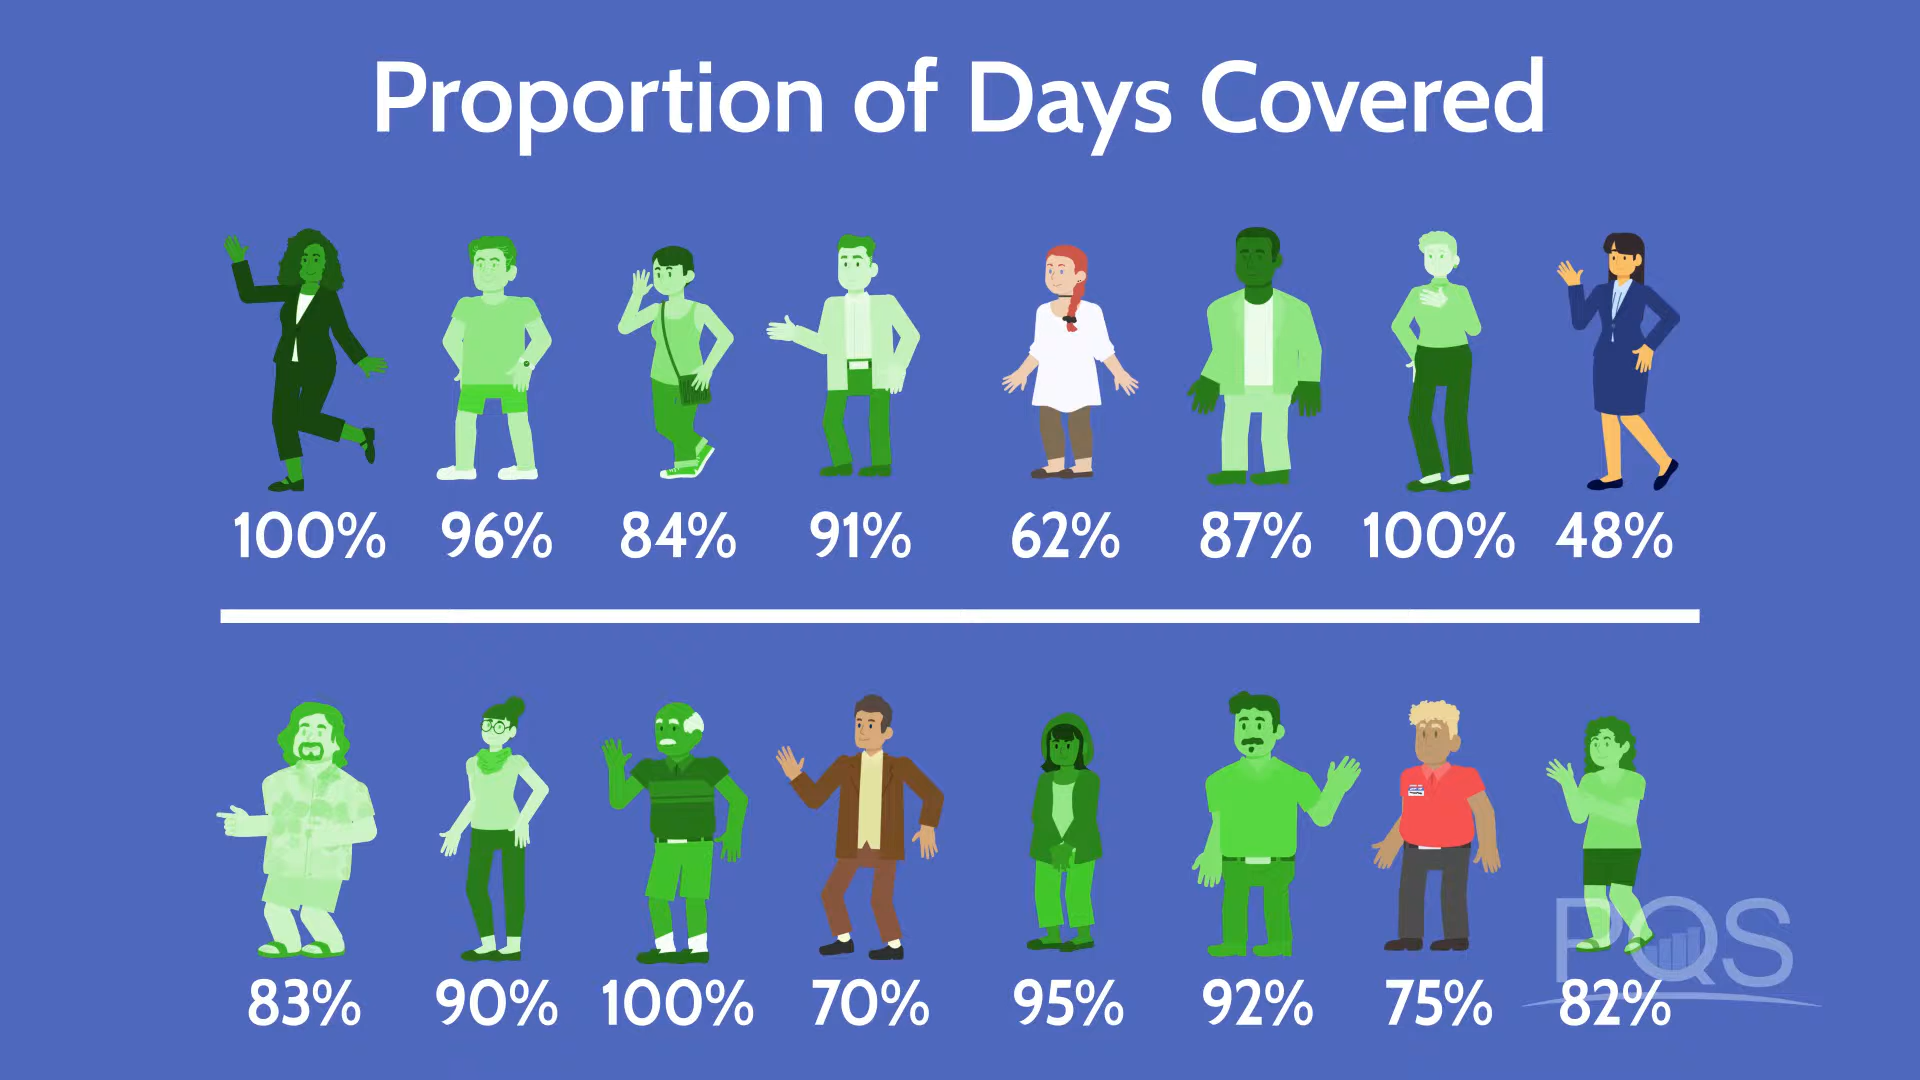 Proportion of Days Covered
100% 96% 84% 91% 62% 87% 100% 48%
83% 90% 100% 70% 95% 92% 75% 82%
PQS